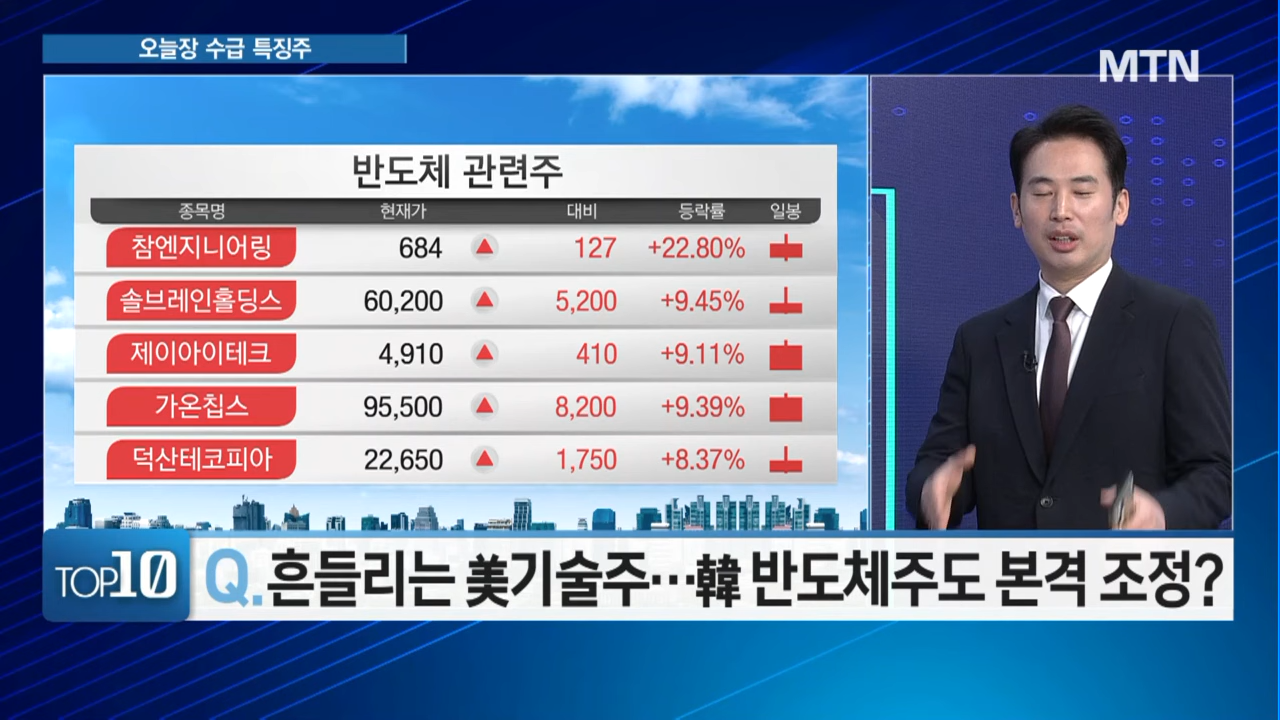 오늘장 수급 특징주
MTN
반도체 관련주
종목명 현재가 대비 등락률 일봉
참엔지니어링 684 ▲ 127 +22.80%
솔브레인홀딩스 60,200 ▲ 5,200 +9.45%
제이아이테크 4,910 ▲ 410 +9.11%
가온칩스 95,500 ▲ 8,200 +9.39%
덕산테코피아 22,650 ▲ 1,750 +8.37%
TOP10 Q. 흔들리는 美기술주…韓 반도체주도 본격 조정?